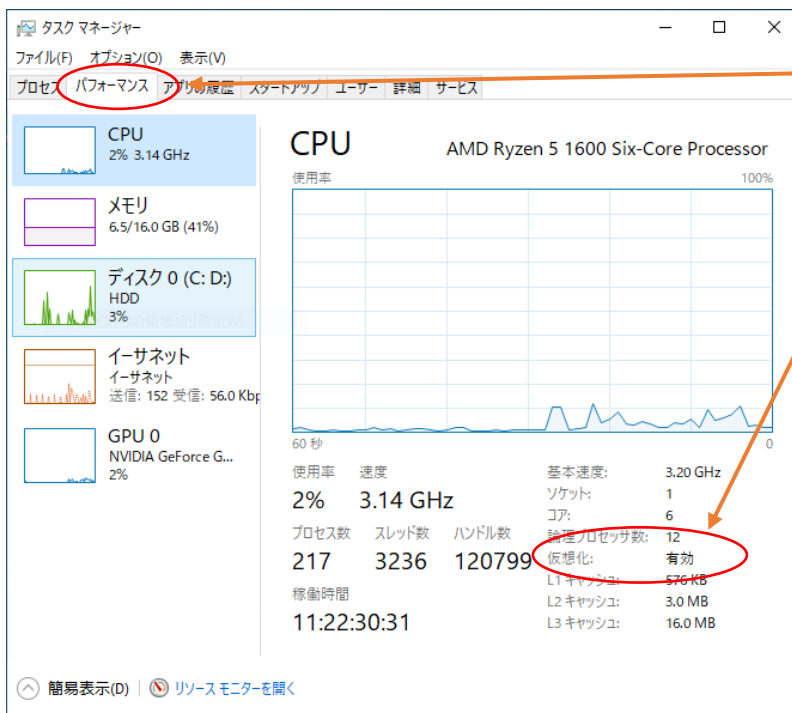 タスク マネージャー
ファイル(F) オプション(O) 表示(V)
プロセス パフォーマンス アプリの履歴 スタートアップ ユーザー 詳細 サービス
CPU
2% 3.14 GHz
メモリ
6.5/16.0 GB (41%)
ディスク 0 (C: D:)
HDD
3%
イーサネット
イーサネット
送信: 152 受信: 56.0 Kbp
GPU 0
NVIDIA GeForce G...
2%
CPU AMD Ryzen 5 1600 Six-Core Processor
使用率 100%
60 秒 0
使用率 速度
2% 3.14 GHz
プロセス数 スレッド数 ハンドル数
217 3236 120799
稼働時間
11:22:30:31
基本速度: 3.20 GHz
ソケット: 1
コア: 6
論理プロセッサ数: 12
仮想化: 有効
L1 キャッシュ: 576 KB
L2 キャッシュ: 3.0 MB
L3 キャッシュ: 16.0 MB
簡易表示(D) リソース モニターを開く